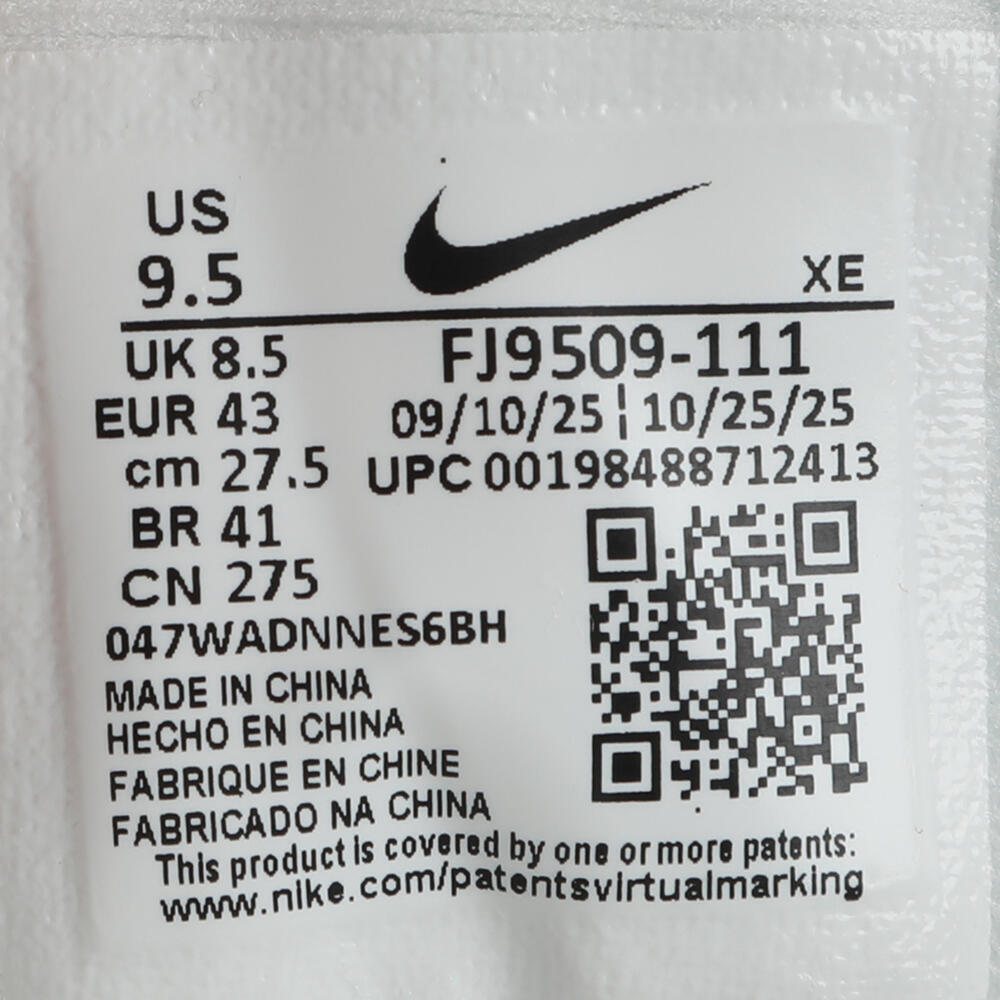 US
9.5
XE
UK 8.5
FJ9509-111
EUR 43
09/10/25¦10/25/25
cm 27.5
UPC 00198488712413
BR 41
CN 275
047WADNNES6BH
MADE IN CHINA
HECHO EN CHINA
FABRIQUE EN CHINE
FABRICADO NA CHINA
This product is covered by one or more patents:
www.nike.com/patentsvirtualmarking